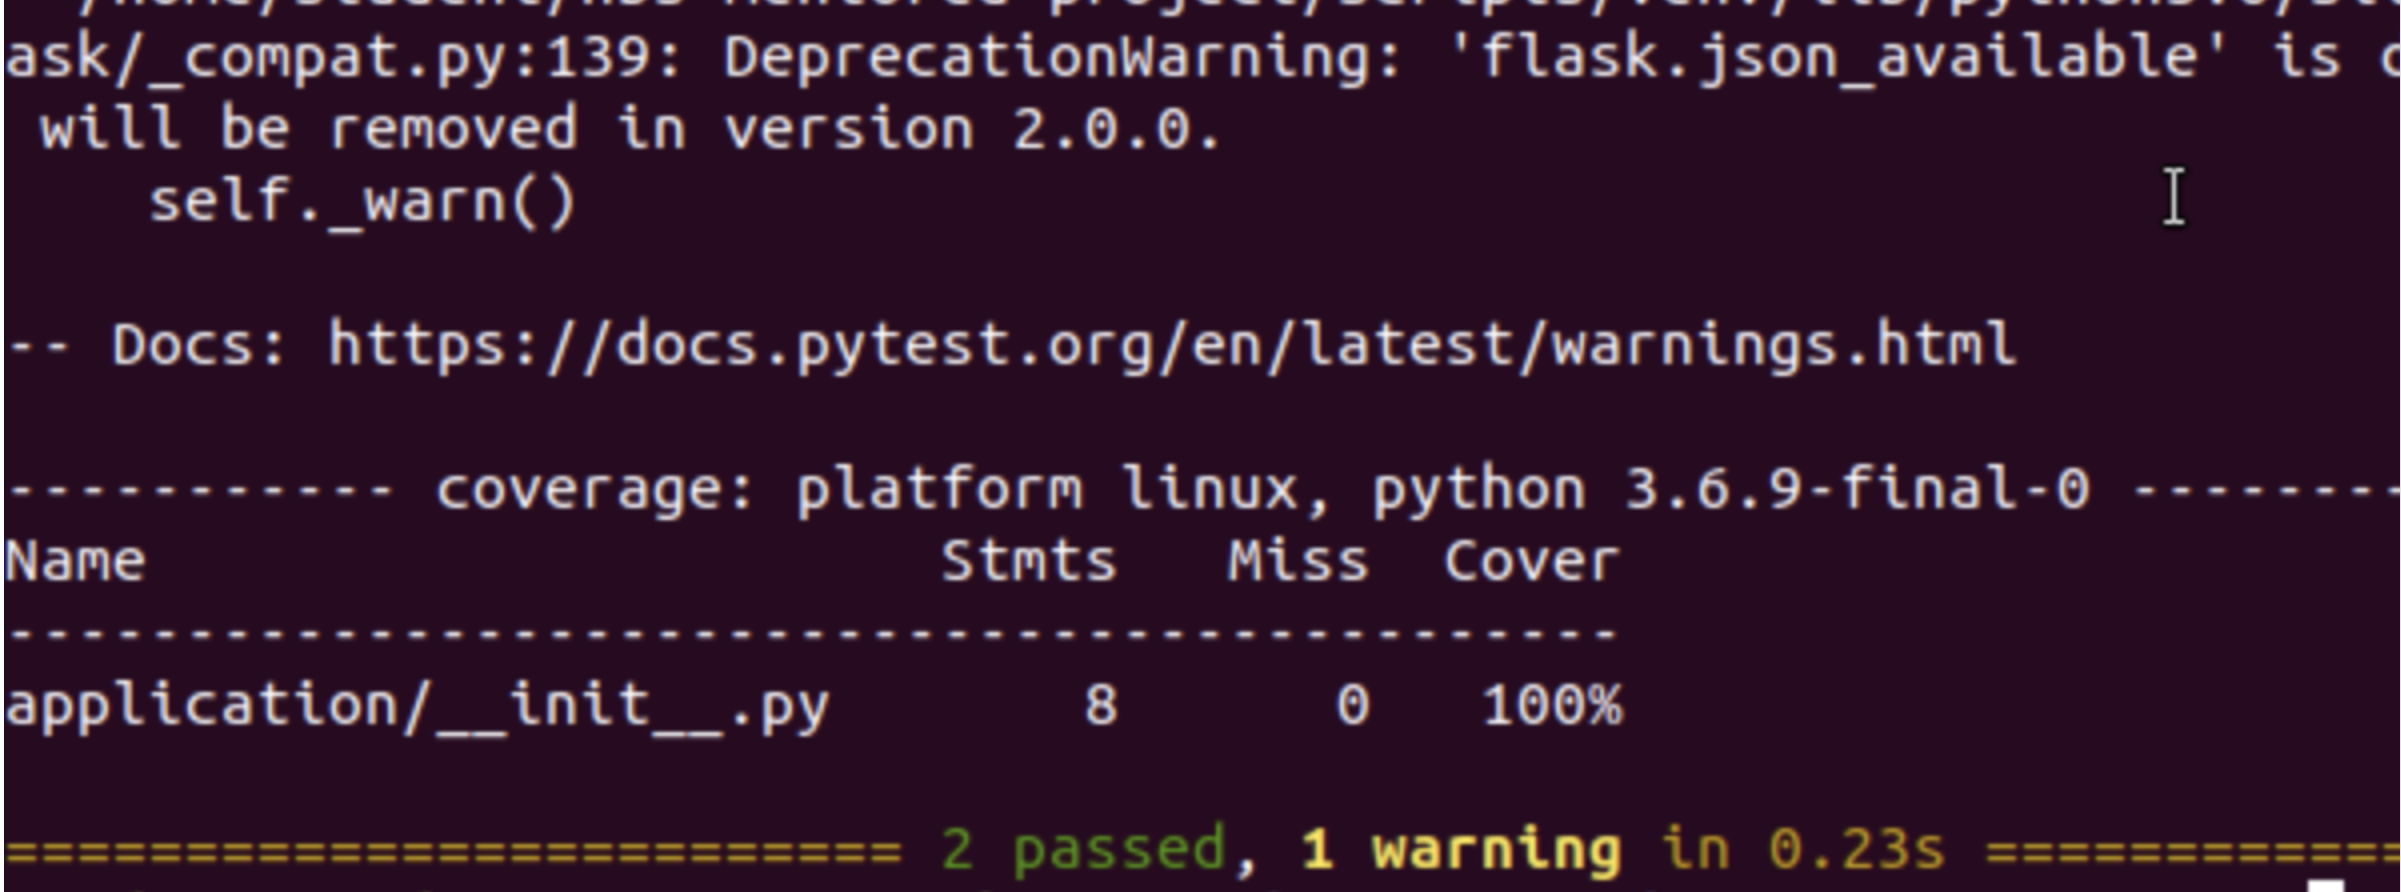 ask/_compat.py:139: DeprecationWarning: 'flask.json_available' is
 will be removed in version 2.0.0.
    self._warn()
-- Docs: https://docs.pytest.org/en/latest/warnings.html
----------- coverage: platform linux, python 3.6.9-final-0 --------
Name                      Stmts   Miss  Cover
---------------------------------------------
application/__init__.py       8      0   100%
========================= 2 passed, 1 warning in 0.23s ============